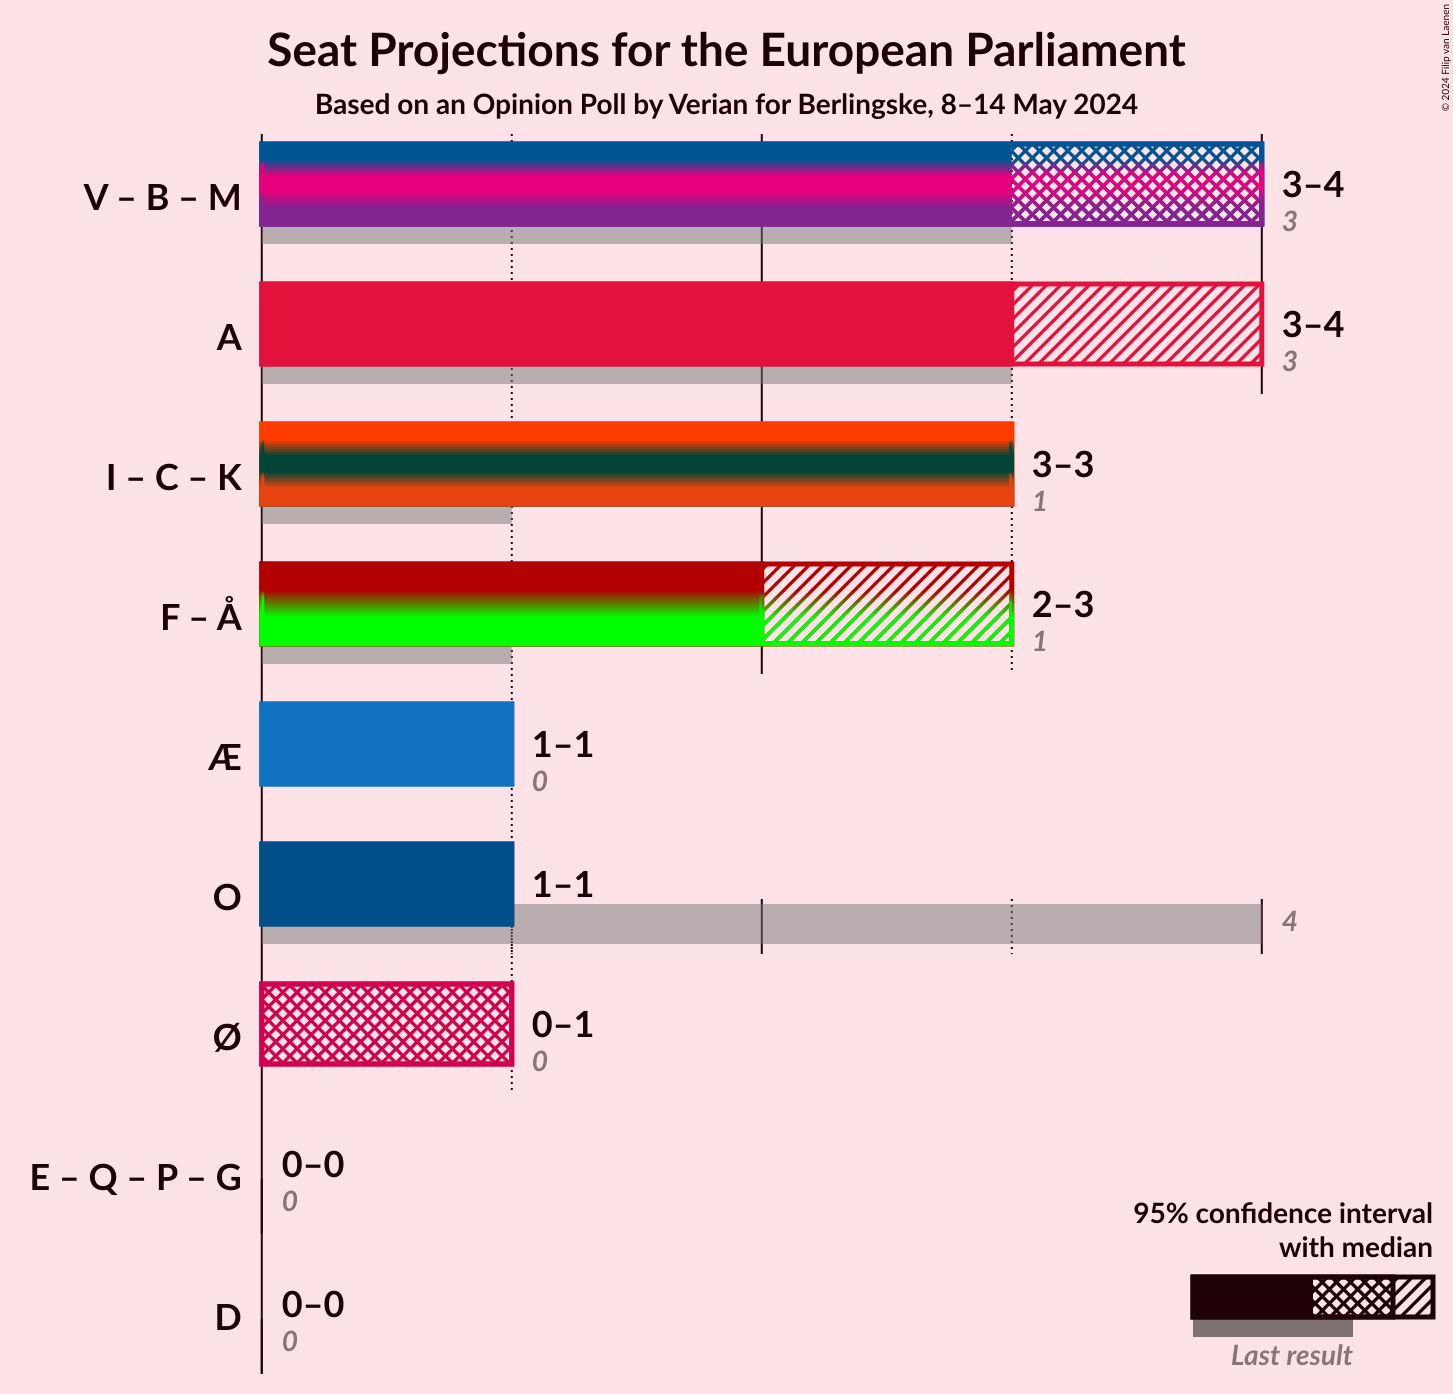 Seat Projections for the European Parliament
Based on an Opinion Poll by Verian for Berlingske, 8–14 May 2024
© 2024 Filip van Laenen
V – B – M
3–4
3
A
3–4
3
I – C – K
3–3
1
F – Å
2–3
1
Æ
1–1
0
O
1–1
4
Ø
0–1
0
E – Q – P – G
0–0
0
D
0–0
0
95% confidence interval
with median
Last result